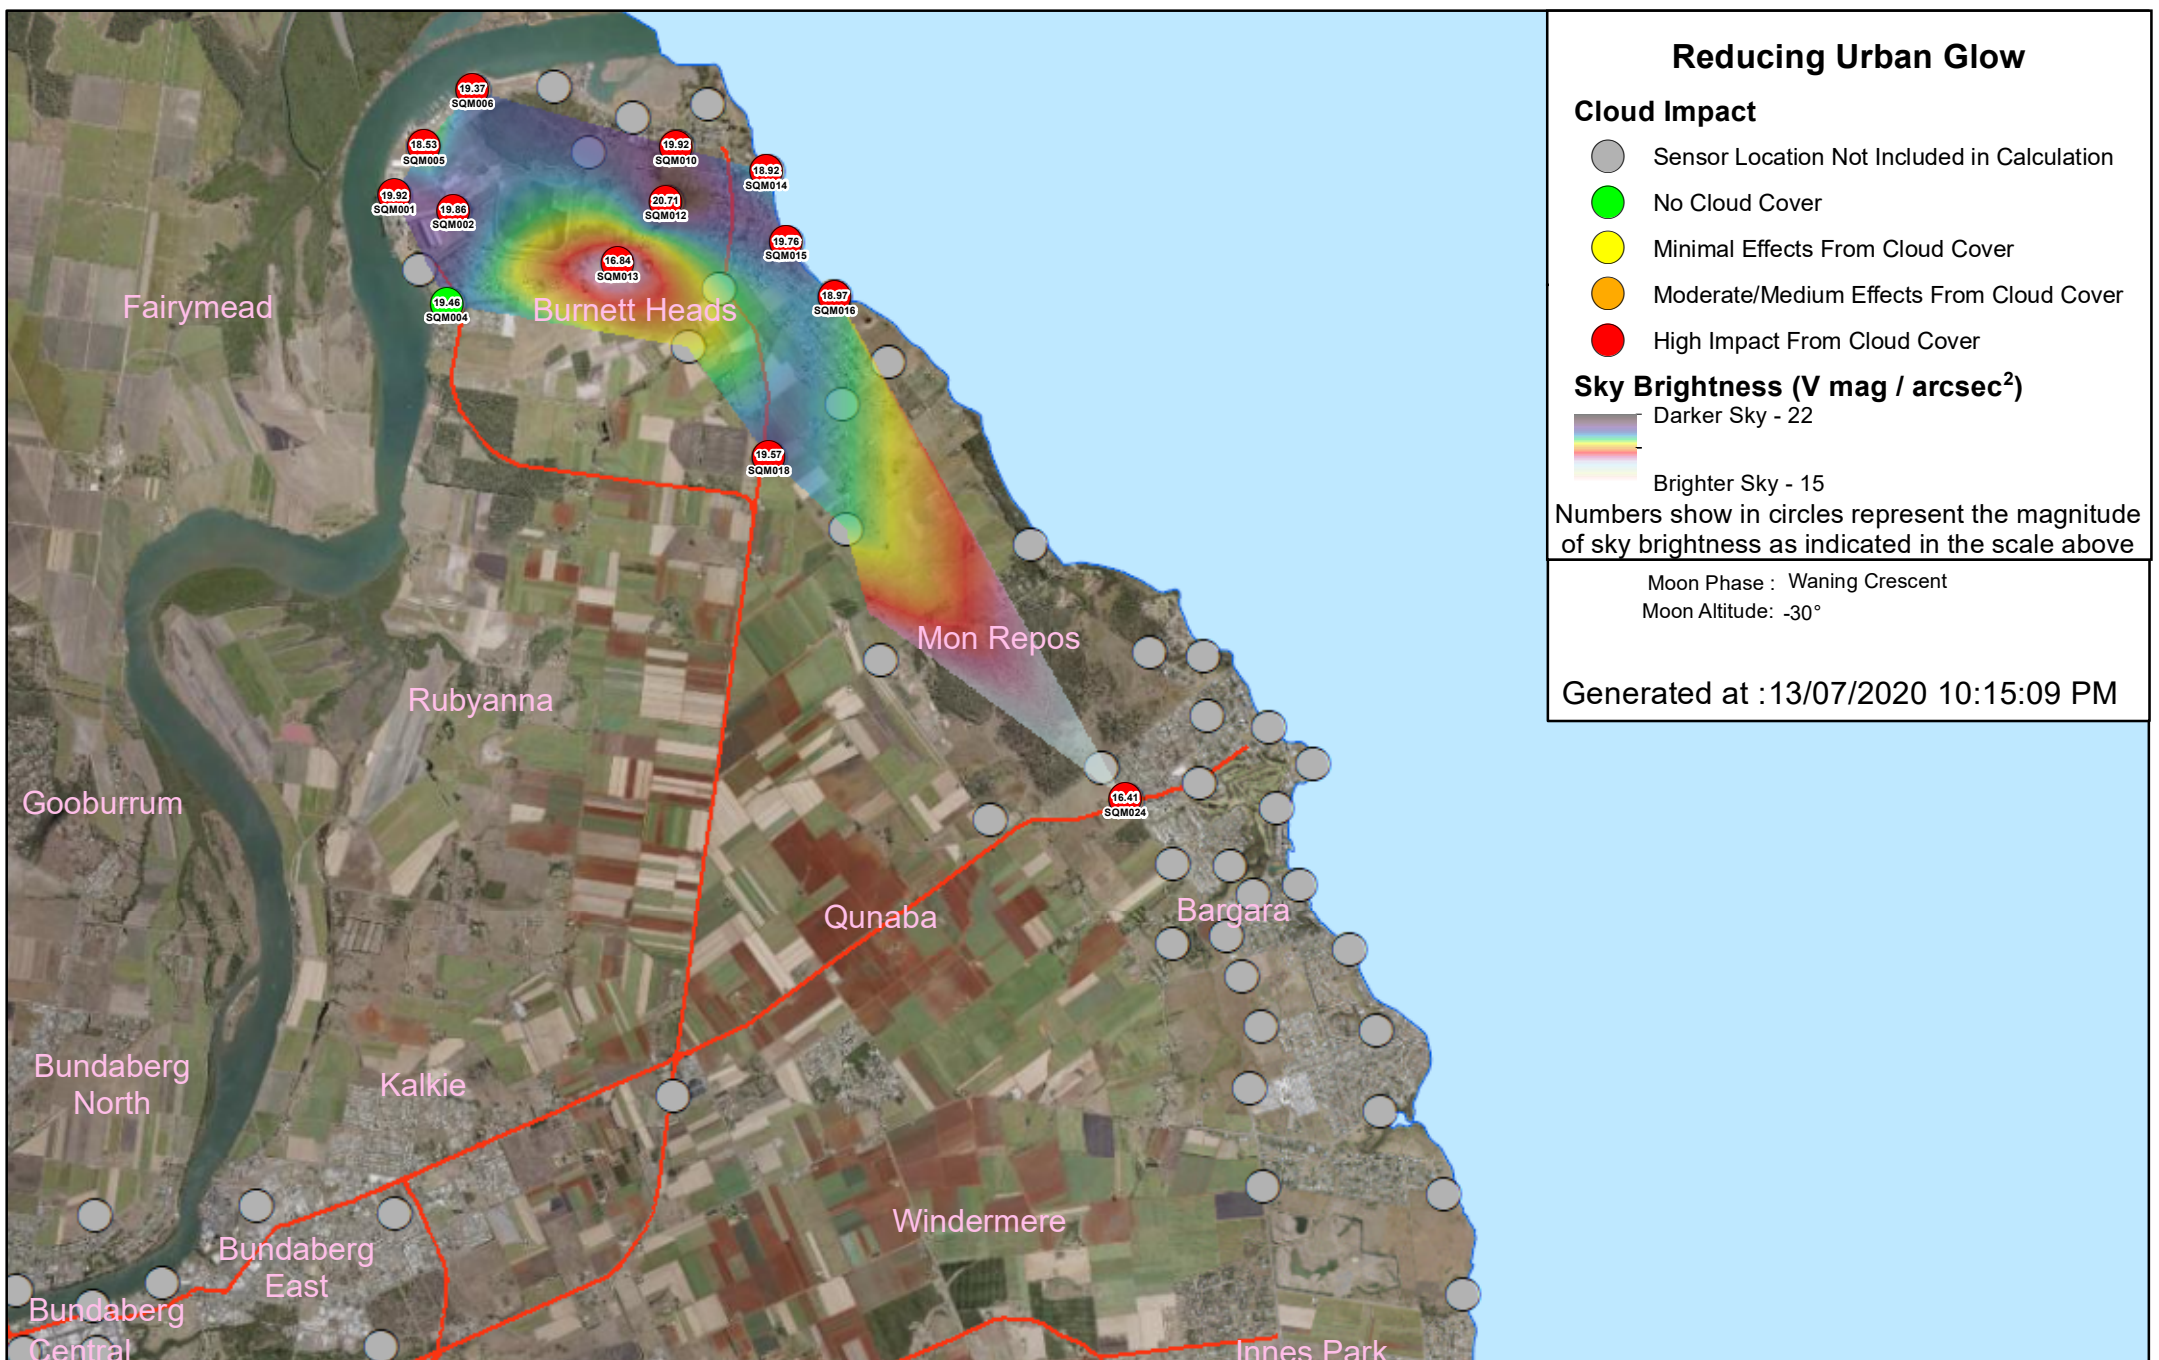 Reducing Urban Glow
Cloud Impact
Sensor Location Not Included in Calculation
No Cloud Cover
Minimal Effects From Cloud Cover
Moderate/Medium Effects From Cloud Cover
High Impact From Cloud Cover
Sky Brightness (V mag / arcsec²)
Darker Sky - 22
Brighter Sky - 15
Numbers show in circles represent the magnitude
of sky brightness as indicated in the scale above
Moon Phase : Waning Crescent
Moon Altitude: -30°
Generated at :13/07/2020 10:15:09 PM
19.37
SQM006
18.53
SQM005
19.92
SQM010
18.92
SQM014
19.92
SQM001
19.86
SQM002
20.71
SQM012
19.76
SQM015
16.84
SQM013
19.46
SQM004
18.97
SQM016
Fairymead
Burnett Heads
19.57
SQM018
Mon Repos
Rubyanna
Gooburrum
16.41
SQM024
Qunaba
Bargara
Bundaberg
North
Kalkie
Windermere
Bundaberg
East
Bundaberg
Central
Innes Park